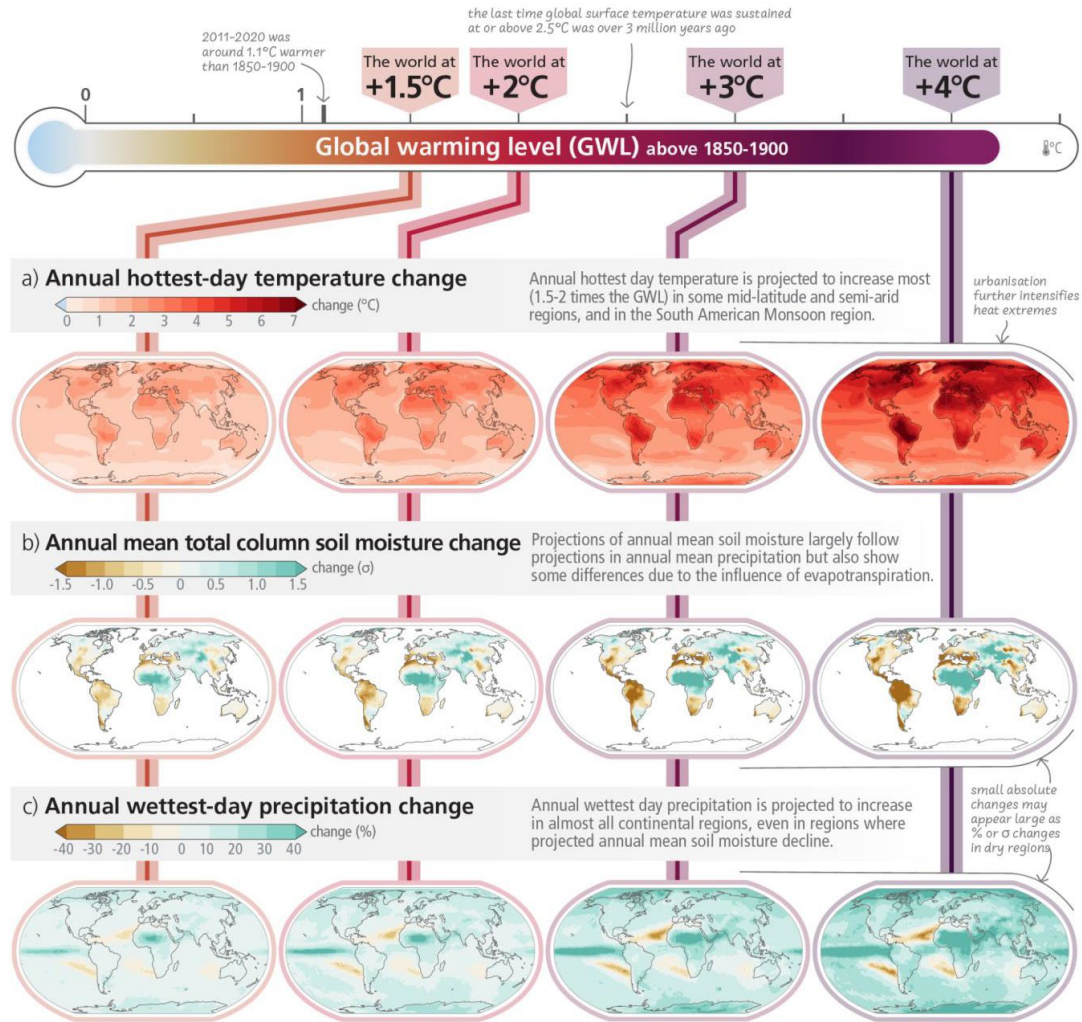 the last time global surface temperature was sustained
at or above 2.5°C was over 3 million years ago
2011-2020 was
around 1.1°C warmer
than 1850-1900
The world at
+1.5°C
The world at
+2°C
The world at
+3°C
The world at
+4°C
0
1
Global warming level (GWL) above 1850-1900
°C
a) Annual hottest-day temperature change
change (°C)
0 1 2 3 4 5 6 7
Annual hottest day temperature is projected to increase most
(1.5-2 times the GWL) in some mid-latitude and semi-arid
regions, and in the South American Monsoon region.
urbanisation
further intensifies
heat extremes
b) Annual mean total column soil moisture change
change (σ)
-1.5 -1.0 -0.5 0 0.5 1.0 1.5
Projections of annual mean soil moisture largely follow
projections in annual mean precipitation but also show
some differences due to the influence of evapotranspiration.
c) Annual wettest-day precipitation change
change (%)
-40 -30 -20 -10 0 10 20 30 40
Annual wettest day precipitation is projected to increase
in almost all continental regions, even in regions where
projected annual mean soil moisture decline.
small absolute
changes may
appear large as
% or σ changes
in dry regions